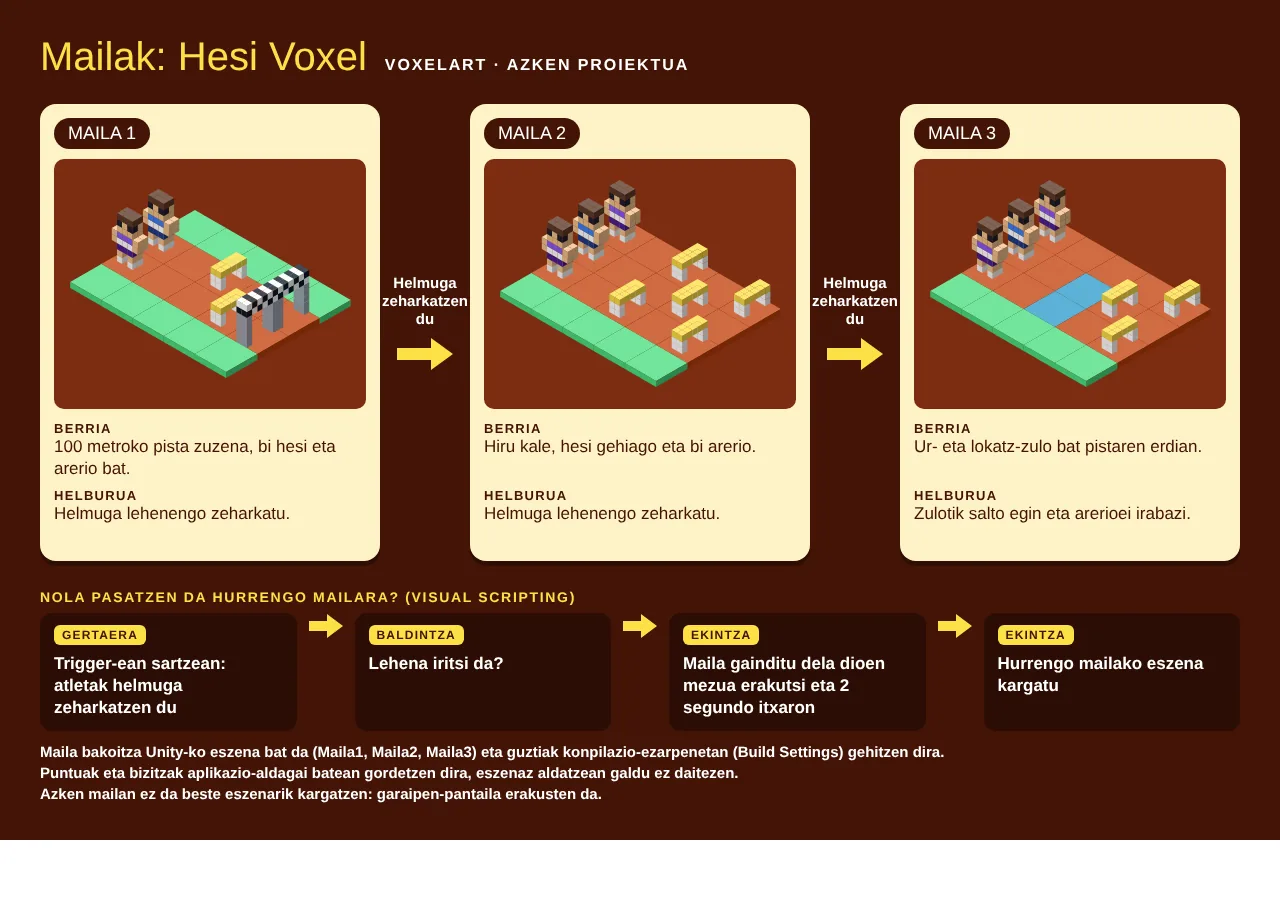 Mailak: Hesi Voxel VOXELART · AZKEN PROIEKTUA
MAILA 1
BERRIA
100 metroko pista zuzena, bi hesi eta
arerio bat.
HELBURUA
Helmuga lehenengo zeharkatu.
Helmuga
zeharkatzen
du
MAILA 2
BERRIA
Hiru kale, hesi gehiago eta bi arerio.
HELBURUA
Helmuga lehenengo zeharkatu.
Helmuga
zeharkatzen
du
MAILA 3
BERRIA
Ur- eta lokatz-zulo bat pistaren erdian.
HELBURUA
Zulotik salto egin eta arerioei irabazi.
NOLA PASATZEN DA HURRENGO MAILARA? (VISUAL SCRIPTING)
GERTAERA
Trigger-ean sartzean:
atletak helmuga
zeharkatzen du
BALDINTZA
Lehena iritsi da?
EKINTZA
Maila gainditu dela dioen
mezua erakutsi eta 2
segundo itxaron
EKINTZA
Hurrengo mailako eszena
kargatu
Maila bakoitza Unity-ko eszena bat da (Maila1, Maila2, Maila3) eta guztiak konpilazio-ezarpenetan (Build Settings) gehitzen dira.
Puntuak eta bizitzak aplikazio-aldagai batean gordetzen dira, eszenaz aldatzean galdu ez daitezen.
Azken mailan ez da beste eszenarik kargatzen: garaipen-pantaila erakusten da.